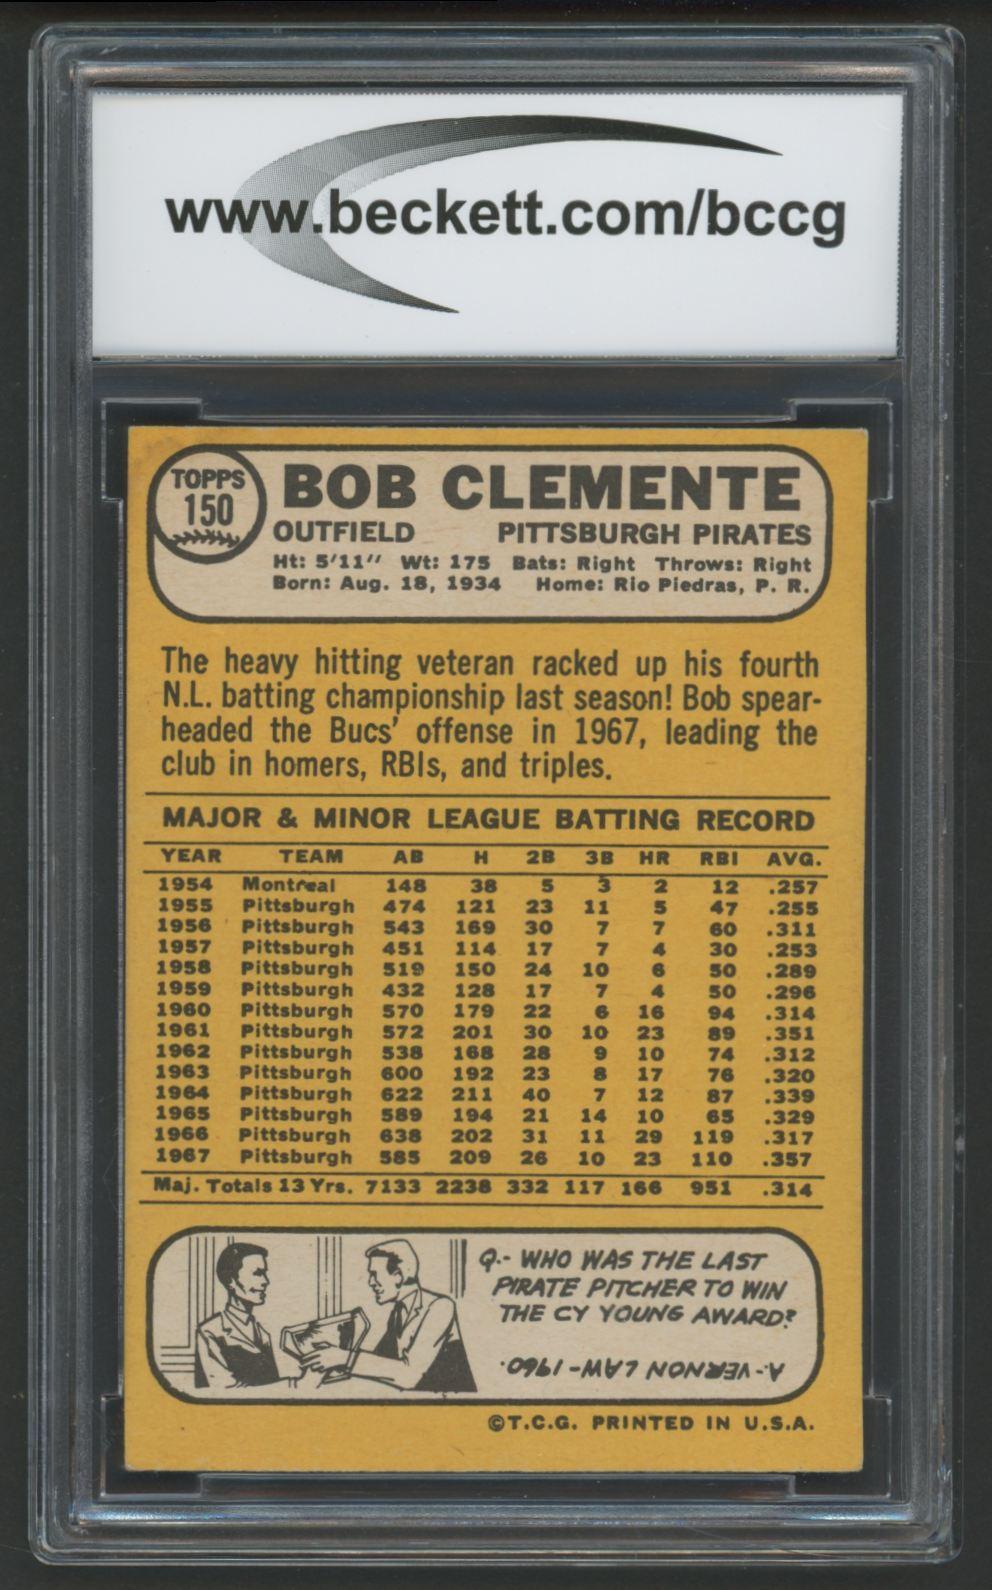 www.beckett.com/bccg
TOPPS
150
BOB CLEMENTE
OUTFIELD PITTSBURGH PIRATES
Ht: 5'11" Wt: 175 Bats: Right Throws: Right
Born: Aug. 18, 1934 Home: Rio Piedras, P. R.
The heavy hitting veteran racked up his fourth
N.L. batting championship last season! Bob spear-
headed the Bucs' offense in 1967, leading the
club in homers, RBIs, and triples.
MAJOR & MINOR LEAGUE BATTING RECORD
YEAR TEAM AB H 2B 3B HR RBI AVG.
1954 Montreal 148 38 5 3 2 12 .257
1955 Pittsburgh 474 121 23 11 5 47 .255
1956 Pittsburgh 543 169 30 7 7 60 .311
1957 Pittsburgh 451 114 17 7 4 30 .253
1958 Pittsburgh 519 150 24 10 6 50 .289
1959 Pittsburgh 432 128 17 7 4 50 .296
1960 Pittsburgh 570 179 22 6 16 94 .314
1961 Pittsburgh 572 201 30 10 23 89 .351
1962 Pittsburgh 538 168 28 9 10 74 .312
1963 Pittsburgh 600 192 23 8 17 76 .320
1964 Pittsburgh 622 211 40 7 12 87 .339
1965 Pittsburgh 589 194 21 14 10 65 .329
1966 Pittsburgh 638 202 31 11 29 119 .317
1967 Pittsburgh 585 209 26 10 23 110 .357
Maj. Totals 13 Yrs. 7133 2238 332 117 166 951 .314
Q.- WHO WAS THE LAST
PIRATE PITCHER TO WIN
THE CY YOUNG AWARD?
A.- VERNON LAW - 1960.
©T.C.G. PRINTED IN U.S.A.